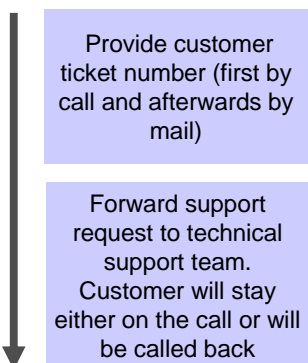 Provide customer
ticket number (first by
call and afterwards by
mail)
Forward support
request to technical
support team.
Customer will stay
either on the call or will
be called back